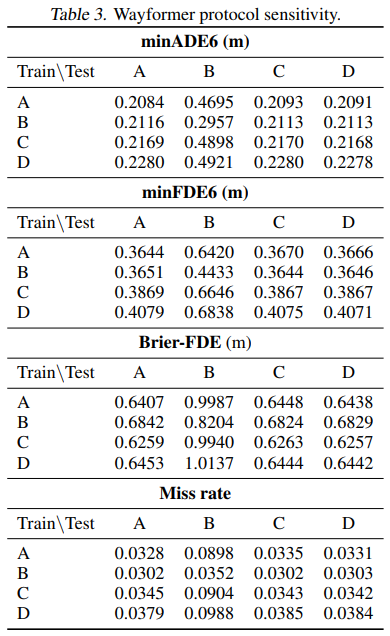 Table 3. Wayformer protocol sensitivity.
minADE6 (m)
Train\Test A B C D
A 0.2084 0.4695 0.2093 0.2091
B 0.2116 0.2957 0.2113 0.2113
C 0.2169 0.4898 0.2170 0.2168
D 0.2280 0.4921 0.2280 0.2278
minFDE6 (m)
Train\Test A B C D
A 0.3644 0.6420 0.3670 0.3666
B 0.3651 0.4433 0.3644 0.3646
C 0.3869 0.6646 0.3867 0.3867
D 0.4079 0.6838 0.4075 0.4071
Brier-FDE (m)
Train\Test A B C D
A 0.6407 0.9987 0.6448 0.6438
B 0.6842 0.8204 0.6824 0.6829
C 0.6259 0.9940 0.6263 0.6257
D 0.6453 1.0137 0.6444 0.6442
Miss rate
Train\Test A B C D
A 0.0328 0.0898 0.0335 0.0331
B 0.0302 0.0352 0.0302 0.0303
C 0.0345 0.0904 0.0343 0.0342
D 0.0379 0.0988 0.0385 0.0384